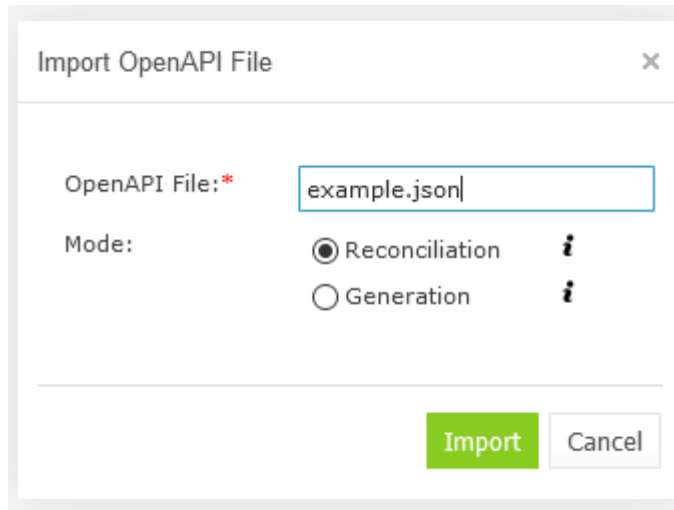 Import OpenAPI File ×
OpenAPI File:* example.json
Mode: Reconciliation i
Generation i
Import Cancel